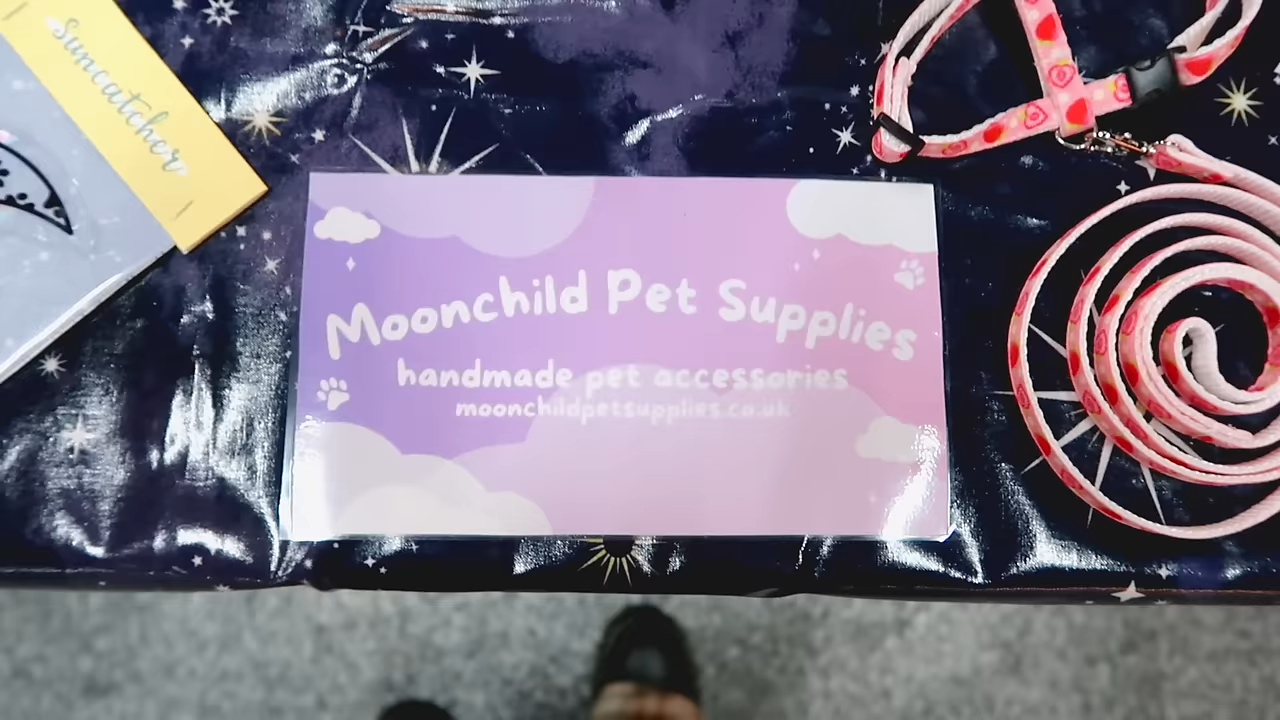 Suncatcher
Moonchild Pet Supplies
handmade pet accessories
moonchildpetsupplies.co.uk